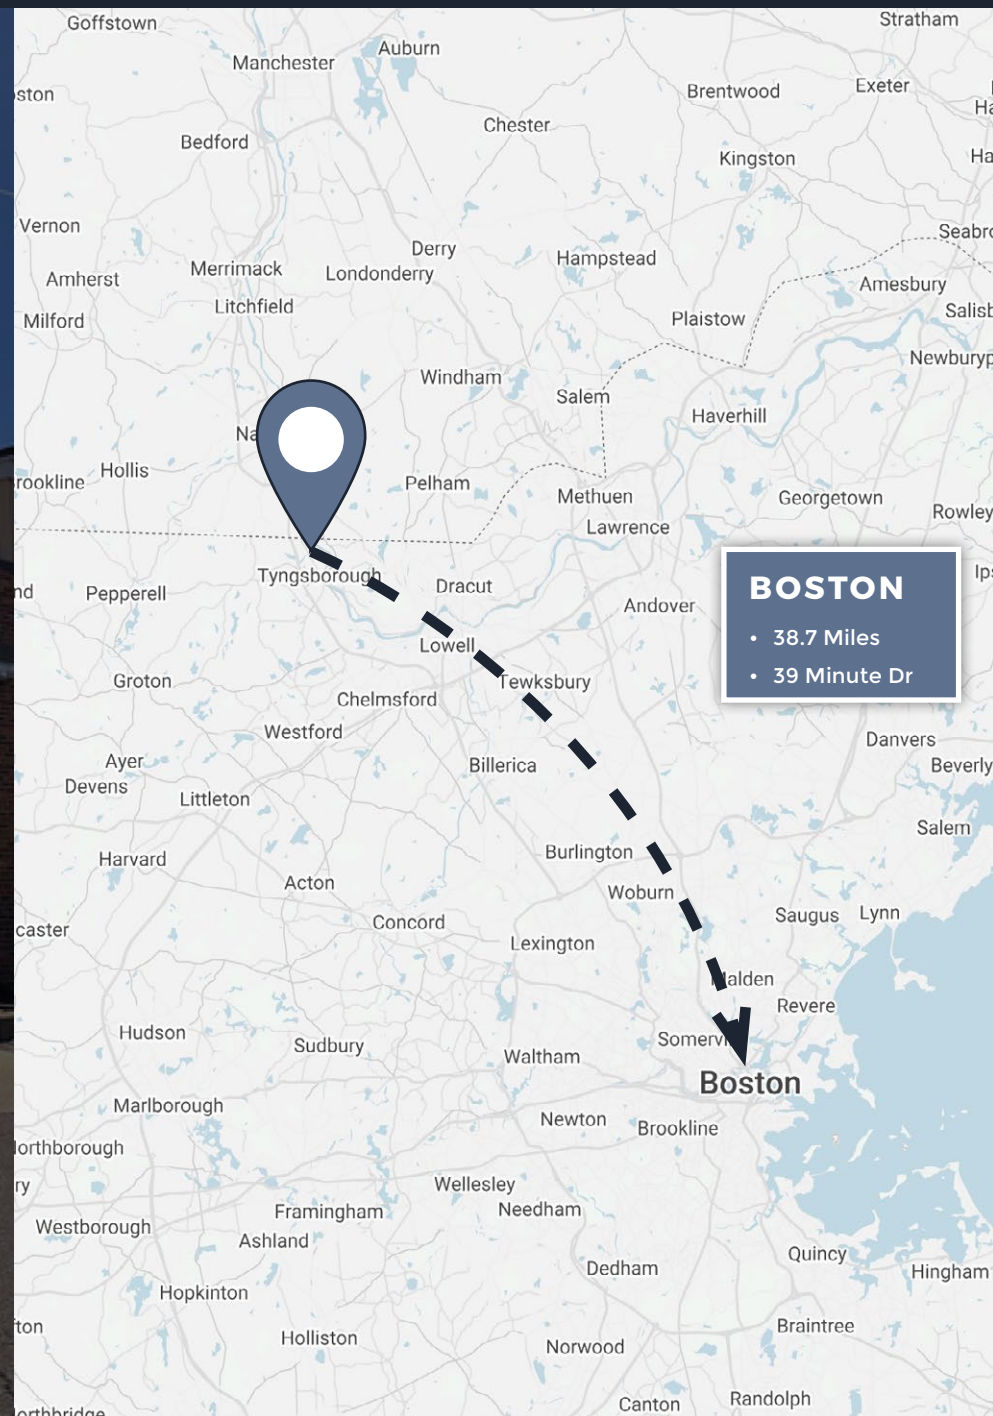 Goffstown
Stratham
Auburn
Manchester
Exeter
Brentwood
Chester
Bedford
Kingston
Vernon
Derry
Hampstead
Merrimack
Londonderry
Amherst
Amesbury
Litchfield
Milford
Plaistow
Windham
Salem
Haverhill
Hollis
Pelham
Methuen
Georgetown
Rowley
Lawrence
Tyngsborough
Dracut
Pepperell
Andover
BOSTON
• 38.7 Miles
• 39 Minute Dr
Lowell
Groton
Tewksbury
Chelmsford
Westford
Danvers
Ayer
Billerica
Beverly
Devens
Littleton
Salem
Burlington
Harvard
Acton
Woburn
Saugus
Lynn
Concord
Lexington
Malden
Revere
Hudson
Sudbury
Waltham
Boston
Marlborough
Newton
Brookline
Wellesley
Framingham
Needham
Westborough
Ashland
Quincy
Dedham
Hingham
Hopkinton
Braintree
Holliston
Norwood
Randolph
Canton